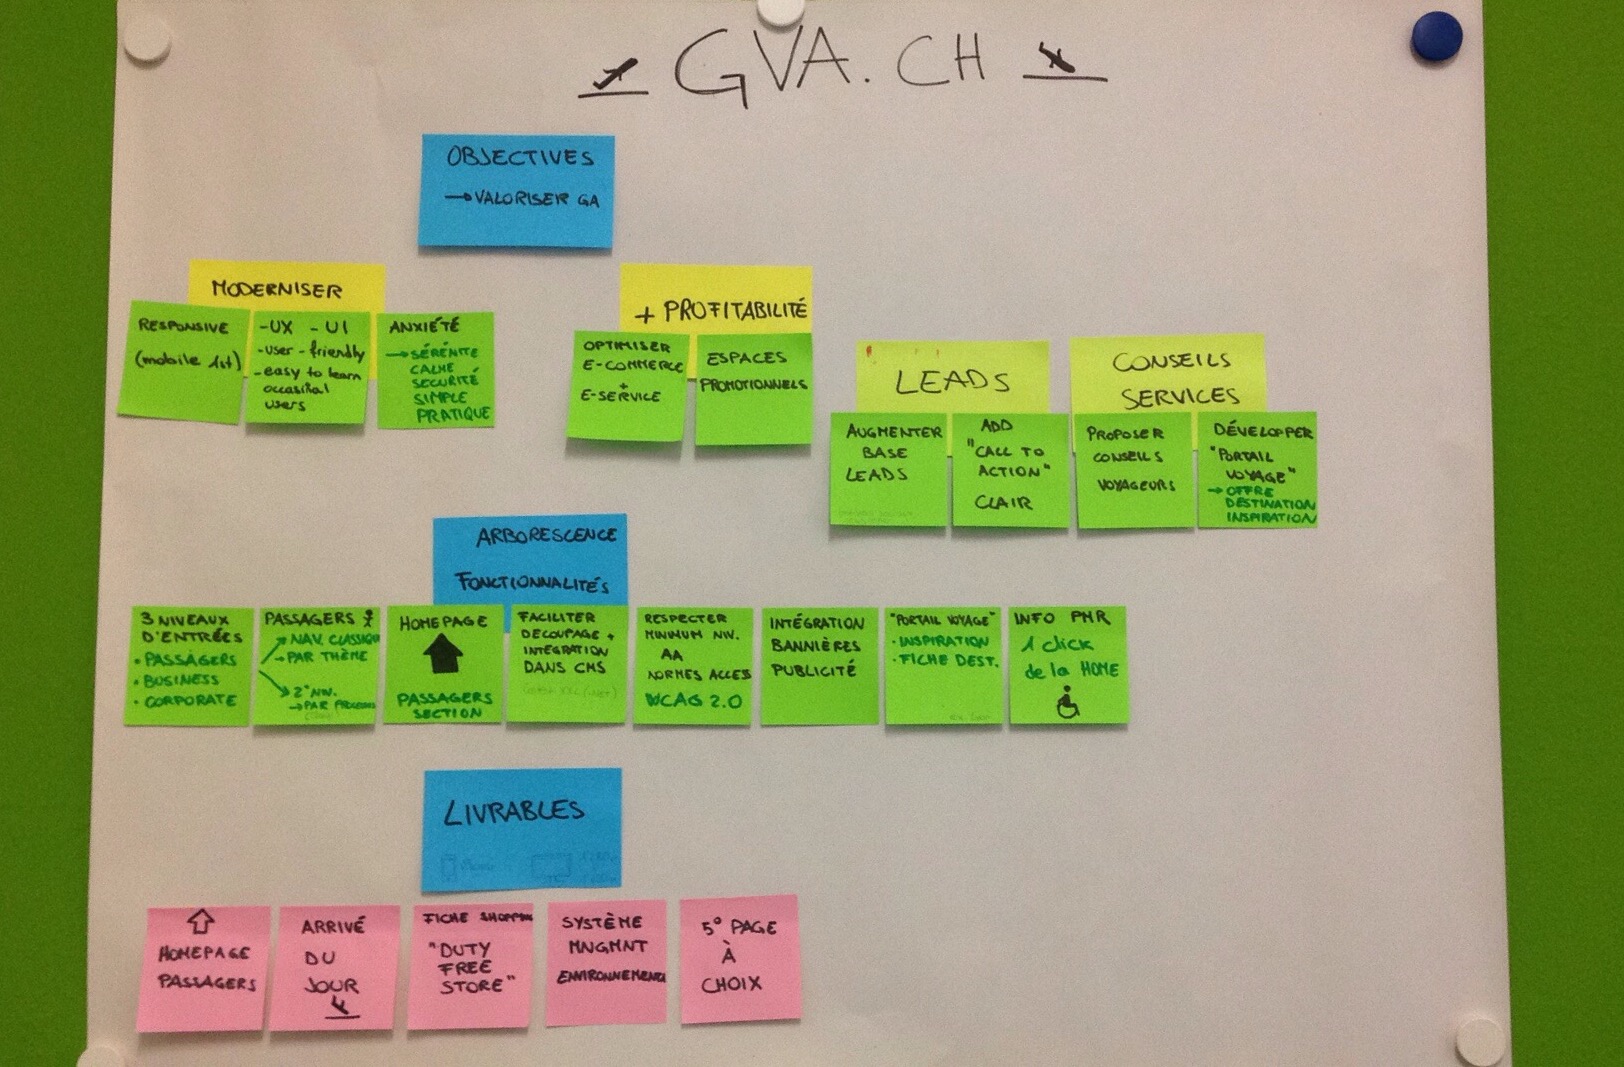 GVA.CH
OBJECTIVES
→ VALORISER GA
MODERNISER
RESPONSIVE
(mobile 1st)
- UX - UI
- user-friendly
- easy to learn
occasinal
users
ANXIÉTÉ
→ SÉRÉNITÉ
CALME
SÉCURITÉ
SIMPLE
PRATIQUE
+ PROFITABILITÉ
OPTIMISER
E-COMMERCE
+
E-SERVICE
ESPACES
PROMOTIONNELS
LEADS
AUGMENTER
BASE
LEADS
ADD
"CALL TO
ACTION"
CLAIR
CONSEILS
SERVICES
PROPOSER
CONSEILS
VOYAGEURS
DÉVELOPPER
"PORTAIL
VOYAGE"
→ OFFRE
DESTINATION
INSPIRATION
ARBORESCENCE
FONCTIONNALITÉS
3 NIVEAUX
D'ENTRÉES
• PASSAGERS
• BUSINESS
• CORPORATE
PASSAGERS
NAV. CLASSIQUE
→ PAR THÈME
2° NIV.
→ PAR
HOMEPAGE
PASSAGERS
SECTION
FACILITER
DECOUPAGE +
INTÉGRATION
DANS CMS
RESPECTER
MINIMUM NIV.
AA
NORMES ACCES
WCAG 2.0
INTÉGRATION
BANNIÈRES
PUBLICITÉ
"PORTAIL VOYAGE"
• INSPIRATION
• FICHE DEST.
INFO PMR
1 click
de la HOME
LIVRABLES
HOMEPAGE
PASSAGERS
ARRIVÉ
DU
JOUR
FICHE SHOPPIN
"DUTY
FREE
STORE"
SYSTÈME
MNGMNT
ENVIRONNEMENTA
5° PAGE
À
CHOIX